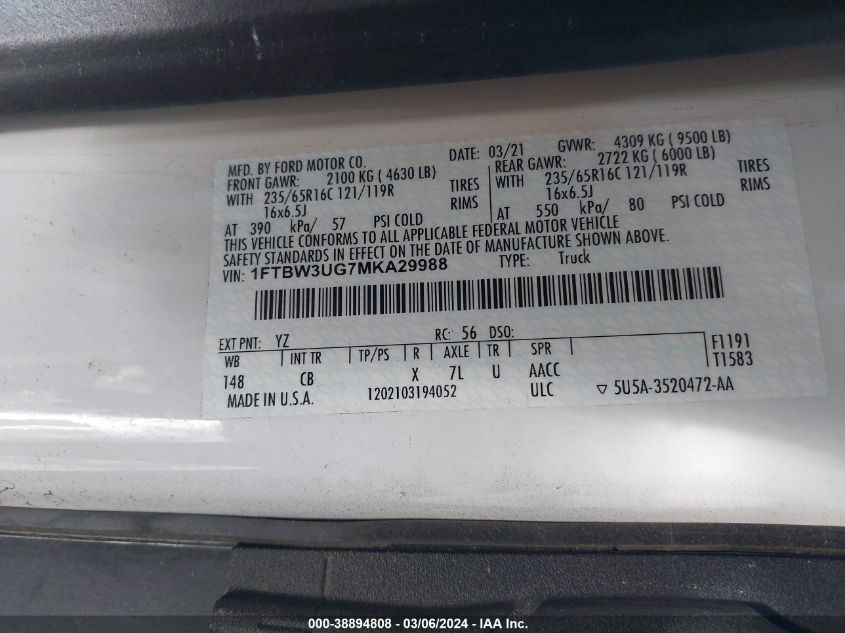 MFD. BY FORD MOTOR CO. DATE: 03/21 GVWR: 4309 KG ( 9500 LB)
FRONT GAWR: 2100 KG ( 4630 LB) REAR GAWR: 2722 KG ( 6000 LB)
WITH 235/65R16C 121/119R TIRES WITH 235/65R16C 121/119R TIRES
16x6.5J RIMS 16x6.5J RIMS
AT 390 kPa/ 57 PSI COLD AT 550 kPa/ 80 PSI COLD
THIS VEHICLE CONFORMS TO ALL APPLICABLE FEDERAL MOTOR VEHICLE
SAFETY STANDARDS IN EFFECT ON THE DATE OF MANUFACTURE SHOWN ABOVE.
VIN: 1FTBW3UG7MKA29988 TYPE: Truck
EXT PNT: YZ RC: 56 DSO:
WB INT TR TP/PS R AXLE TR SPR F1191
148 CB X 7L U AACC T1583
MADE IN U.S.A. 1202103194052 ULC ▽ 5U5A-3520472-AA
000-38894808 - 03/06/2024 - IAA Inc.